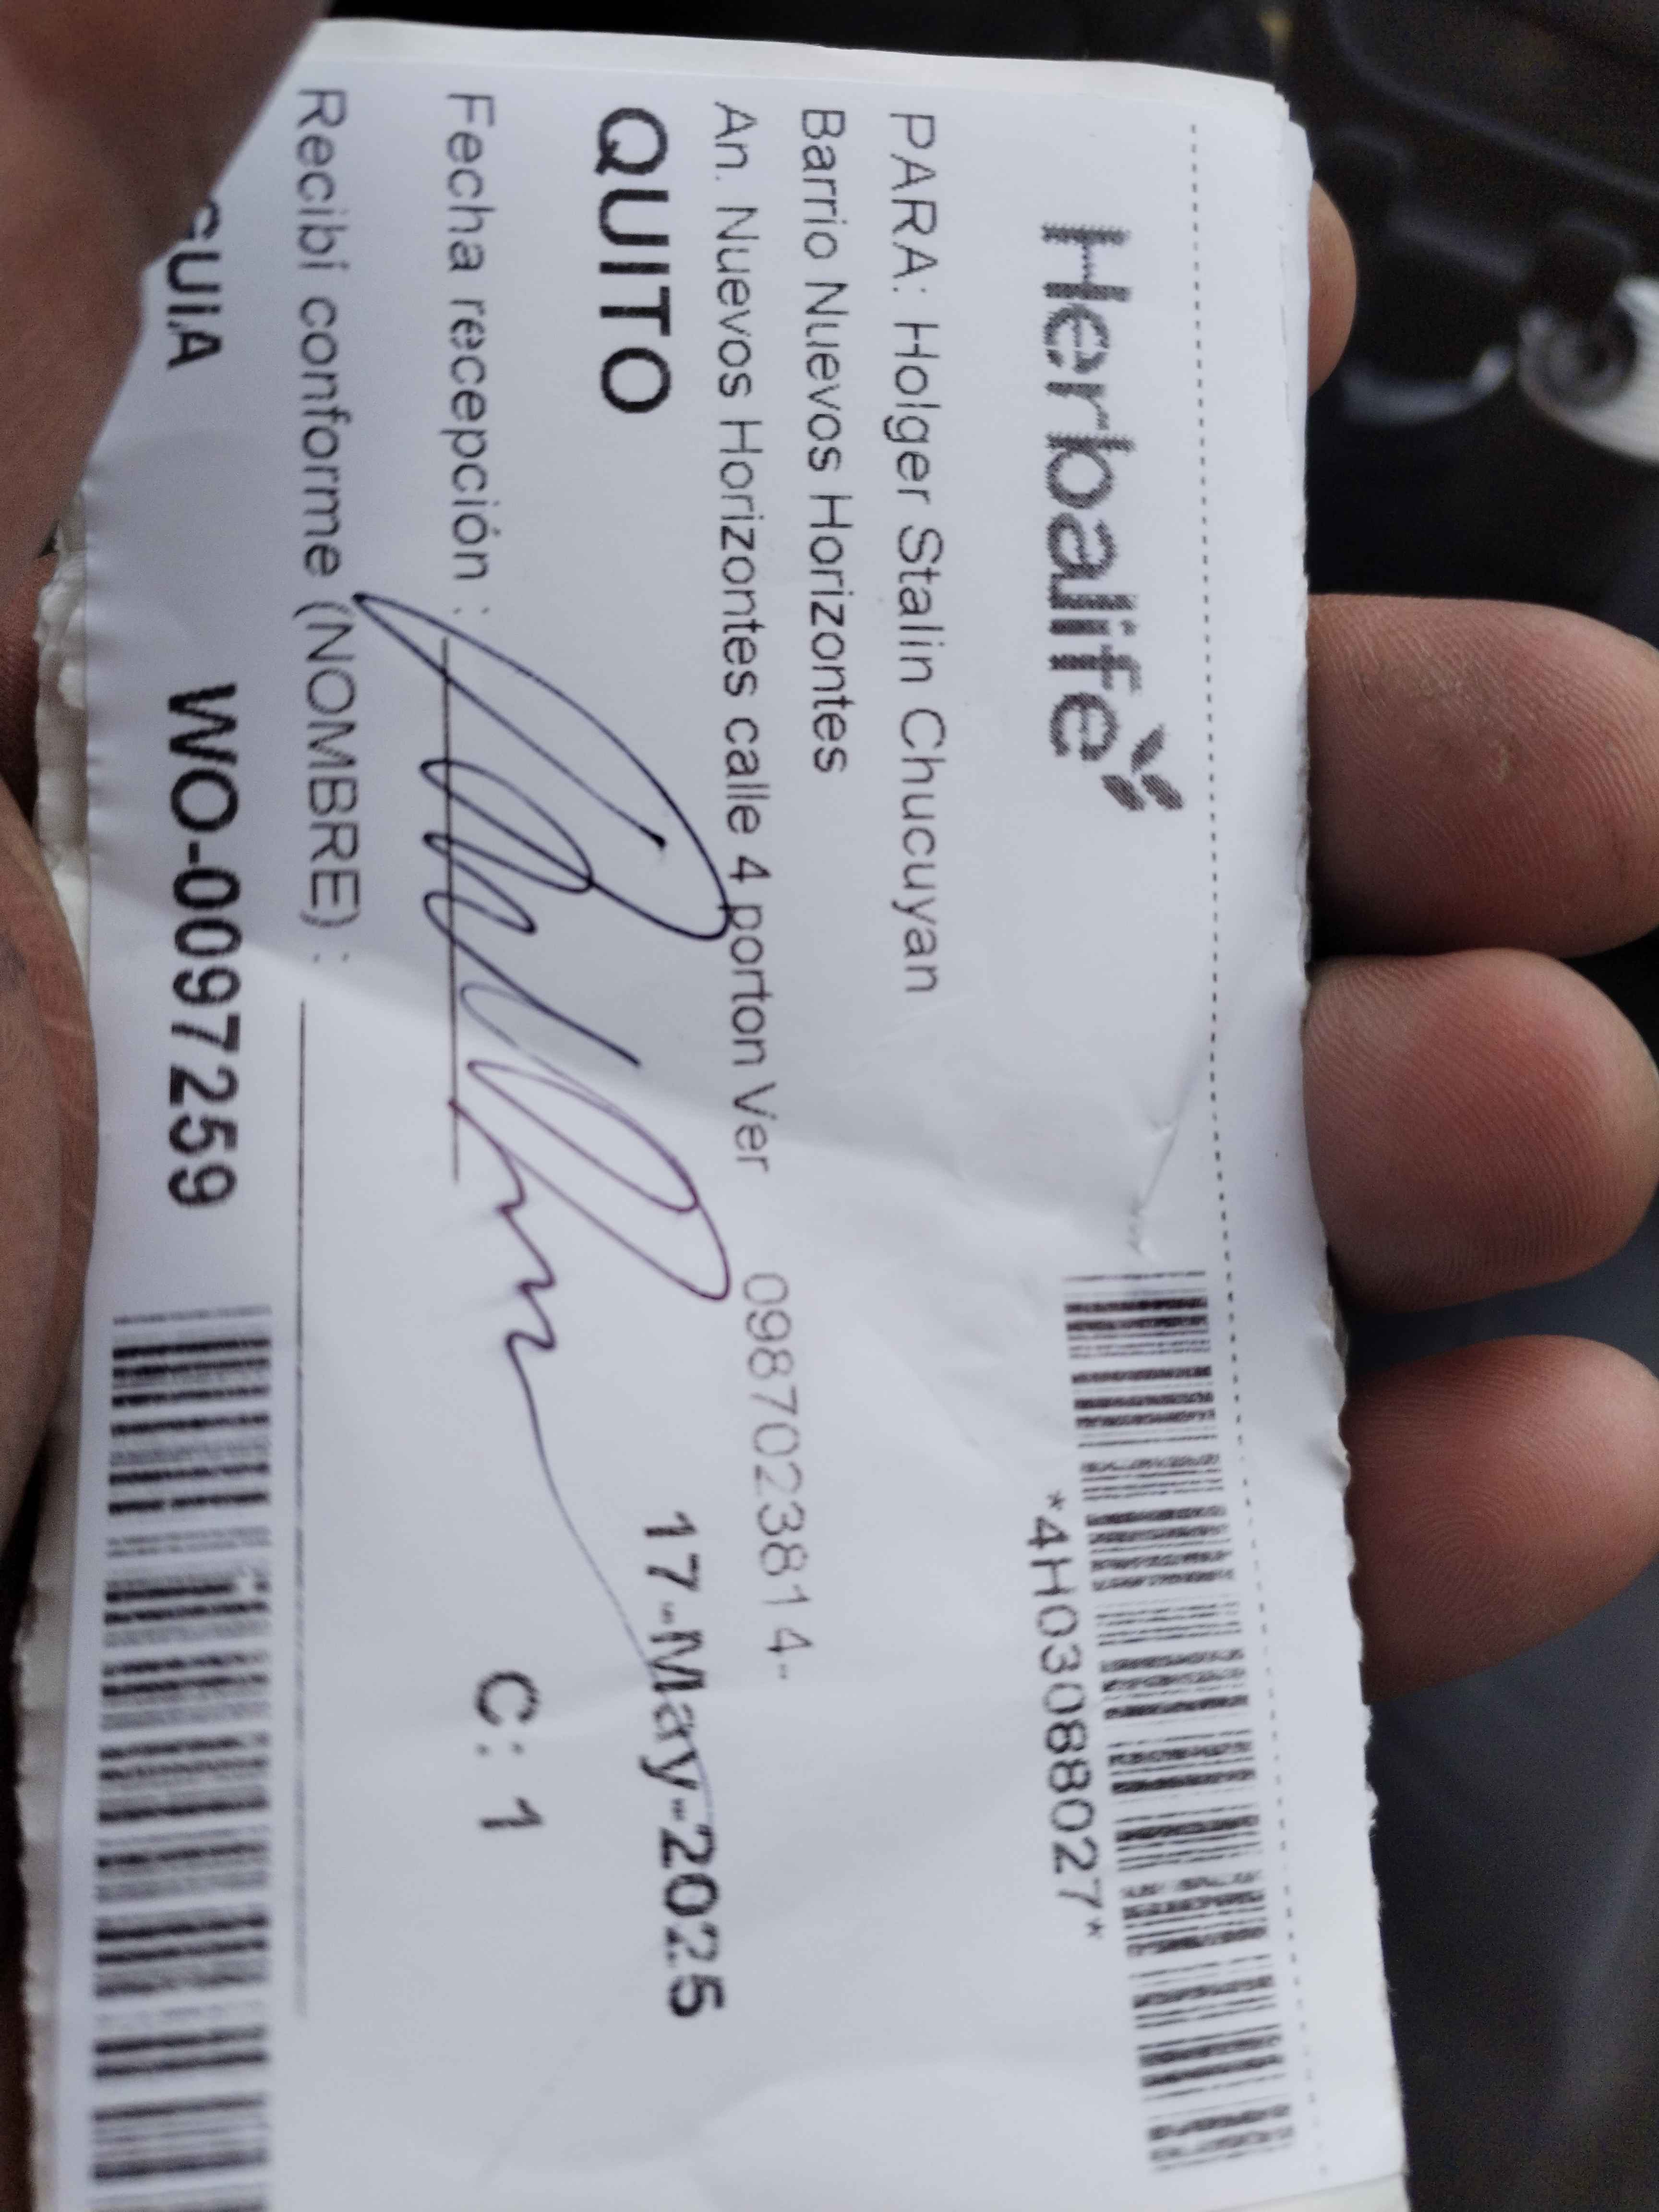 Herbalife
*4H03088027*
PARA: Holger Stalin Chucuyan
Barrio Nuevos Horizontes
An. Nuevos Horizontes calle 4 porton Ver 0987023814-
QUITO 17-May-2025
Fecha recepción :
C: 1
Recibí conforme (NOMBRE) :
GUIA WO-0097259